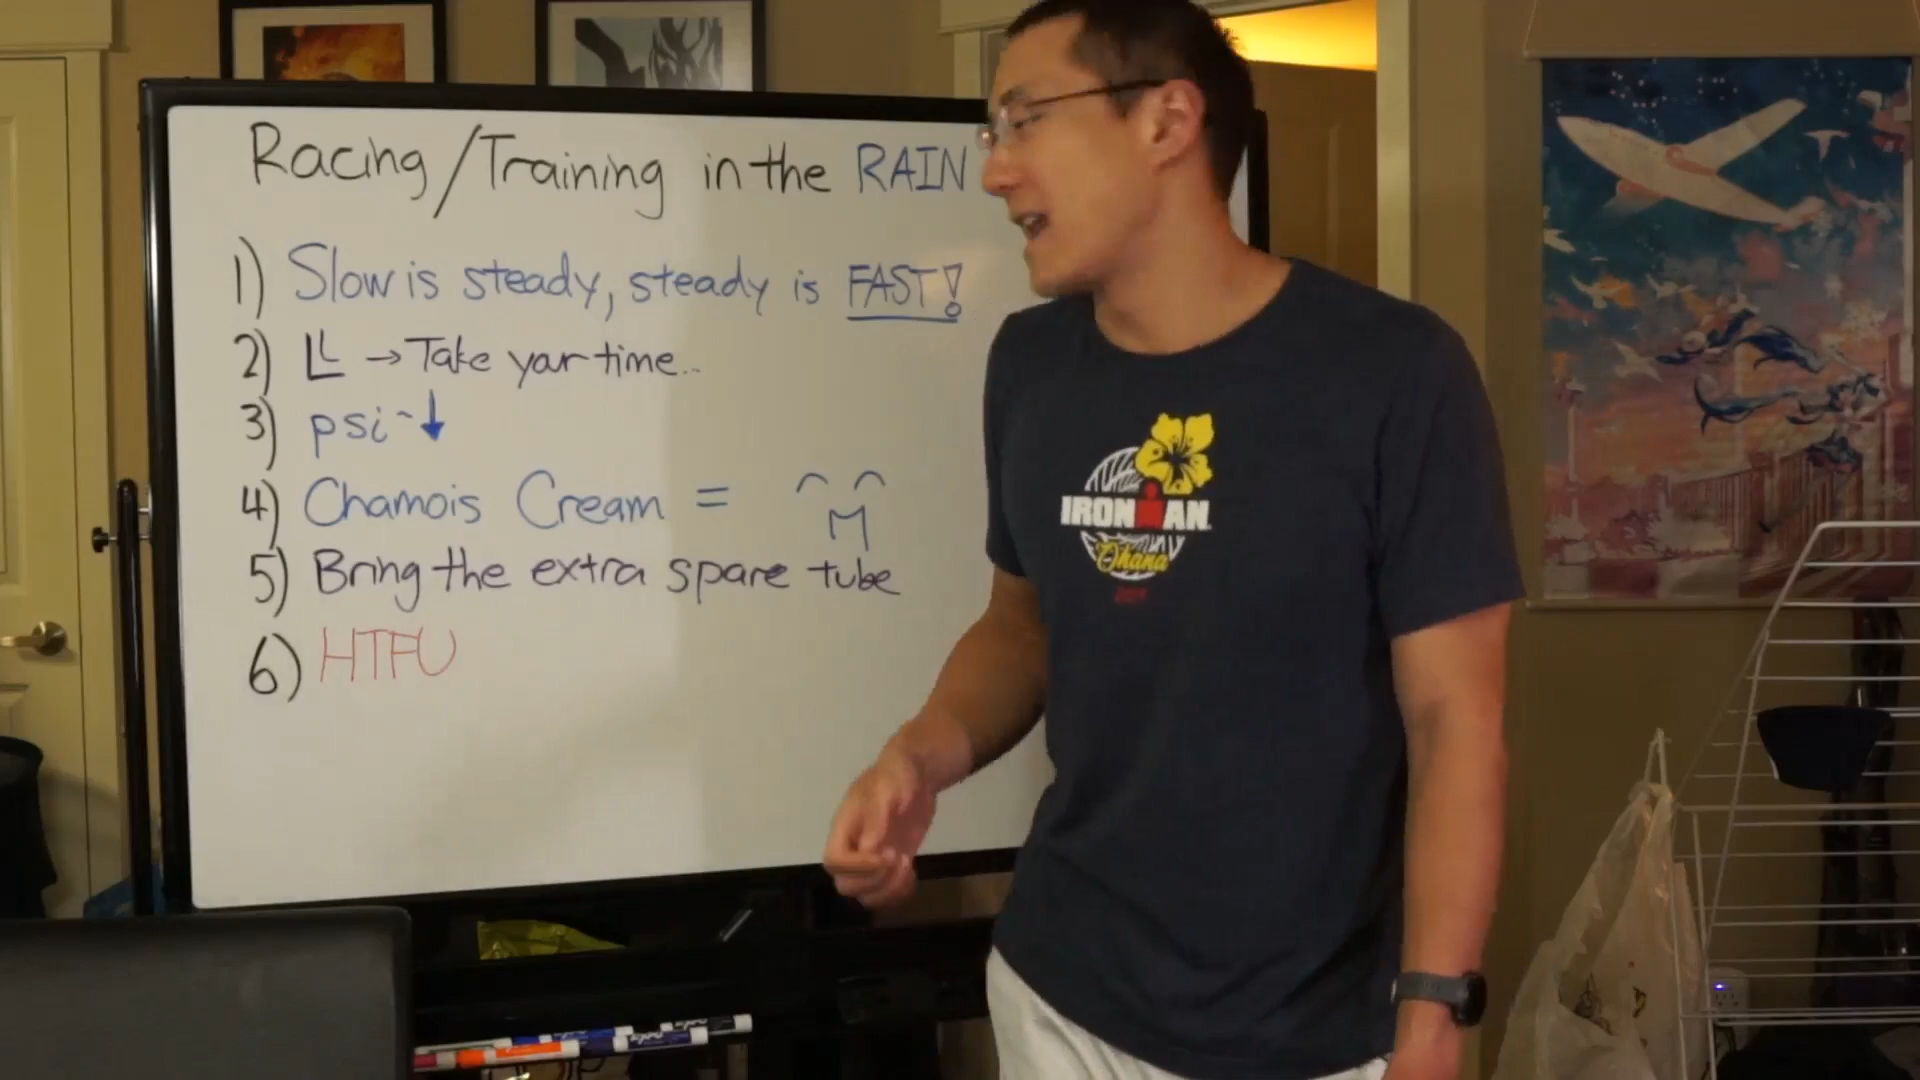 Racing/Training in the RAIN
1) Slow is steady, steady is FAST!
2) LL → Take your time...
3) psi ~ ↓
4) Chamois Cream =
5) Bring the extra spare tube
6) HTFU
IRONMAN
Ohana